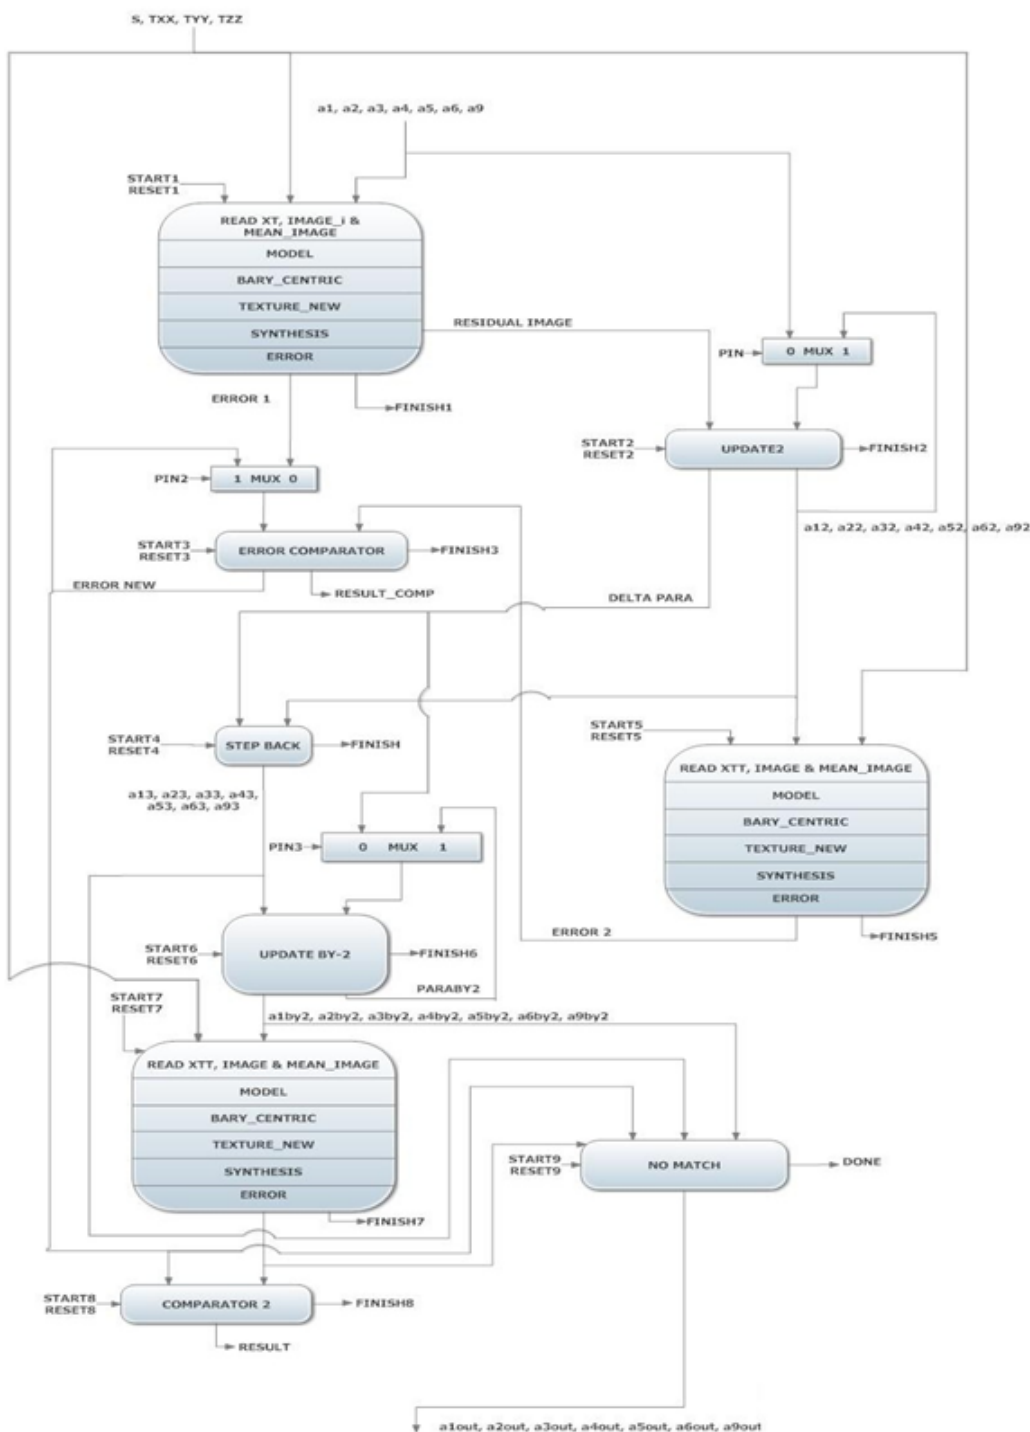 S, TXX, TYY, TZZ
a1, a2, a3, a4, a5, a6, a9
START1
RESET1
READ XT, IMAGE_i &
MEAN_IMAGE
MODEL
BARY_CENTRIC
TEXTURE_NEW
SYNTHESIS
ERROR
RESIDUAL IMAGE
PIN
0 MUX 1
ERROR 1
FINISH1
START2
RESET2
UPDATE2
FINISH2
PIN2
1 MUX 0
a12, a22, a32, a42, a52, a62, a92
START3
RESET3
ERROR COMPARATOR
FINISH3
ERROR NEW
RESULT_COMP
DELTA PARA
START4
RESET4
STEP BACK
FINISH
START5
RESET5
READ XTT, IMAGE & MEAN_IMAGE
MODEL
BARY_CENTRIC
TEXTURE_NEW
SYNTHESIS
ERROR
a13, a23, a33, a43,
a53, a63, a93
PIN3
0 MUX 1
ERROR 2
FINISH5
START6
RESET6
UPDATE BY-2
FINISH6
PARABY2
START7
RESET7
a1by2, a2by2, a3by2, a4by2, a5by2, a6by2, a9by2
READ XTT, IMAGE & MEAN_IMAGE
MODEL
BARY_CENTRIC
TEXTURE_NEW
SYNTHESIS
ERROR
START9
RESET9
NO MATCH
DONE
FINISH7
START8
RESET8
COMPARATOR 2
FINISH8
RESULT
a1out, a2out, a3out, a4out, a5out, a6out, a9out